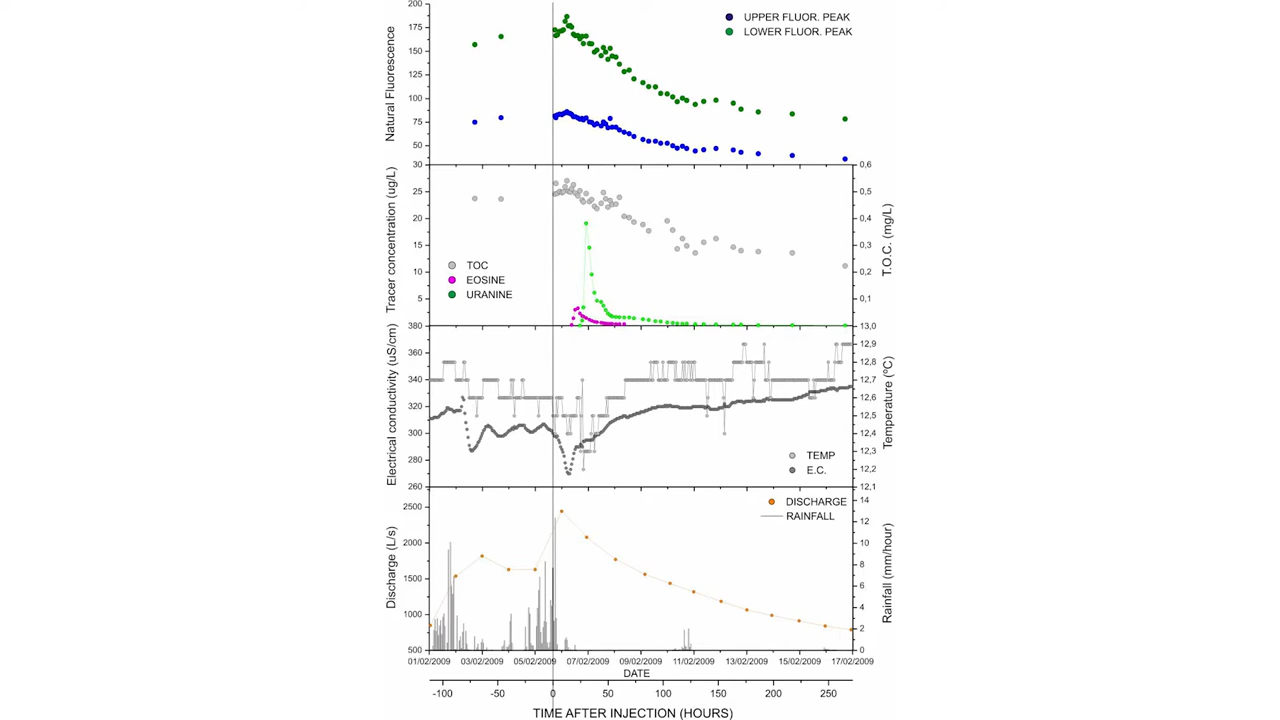 200
175
150
125
100
75
50
30
Natural Fluorescence
UPPER FLUOR. PEAK
LOWER FLUOR. PEAK
25
20
15
10
5
Tracer concentration (ug/L)
TOC
EOSINE
URANINE
0,6
0,5
0,4
0,3
0,2
0,1
T.O.C. (mg/L)
380
360
340
320
300
280
260
Electrical conductivity (uS/cm)
13,0
12,9
12,8
12,7
12,6
12,5
12,4
12,3
12,2
12,1
Temperature (ºC)
TEMP
E.C.
2500
2000
1500
1000
500
Discharge (L/s)
DISCHARGE
RAINFALL
14
12
10
8
6
4
2
0
Rainfall (mm/hour)
01/02/2009 03/02/2009 05/02/2009 07/02/2009 09/02/2009 11/02/2009 13/02/2009 15/02/2009 17/02/2009
DATE
-100 -50 0 50 100 150 200 250
TIME AFTER INJECTION (HOURS)